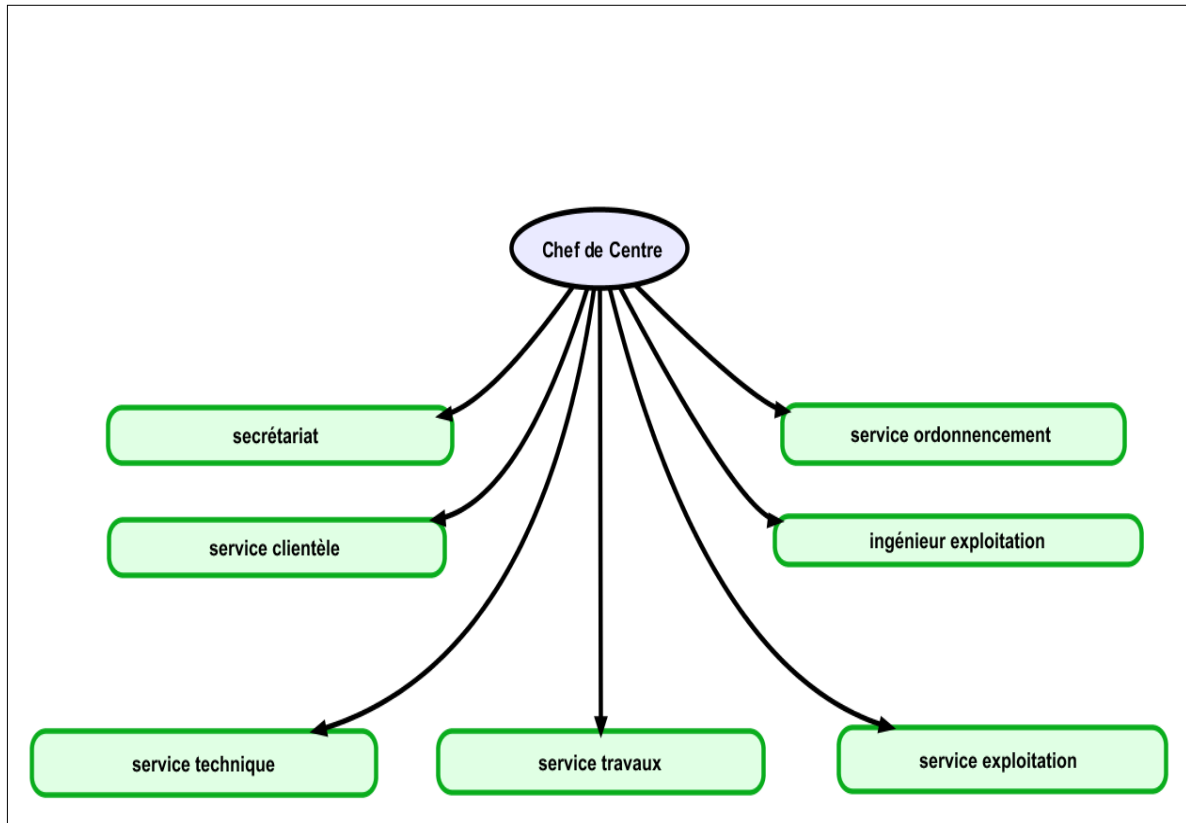 Chef de Centre
secrétariat
service ordonnencement
service clientèle
ingénieur exploitation
service technique
service travaux
service exploitation